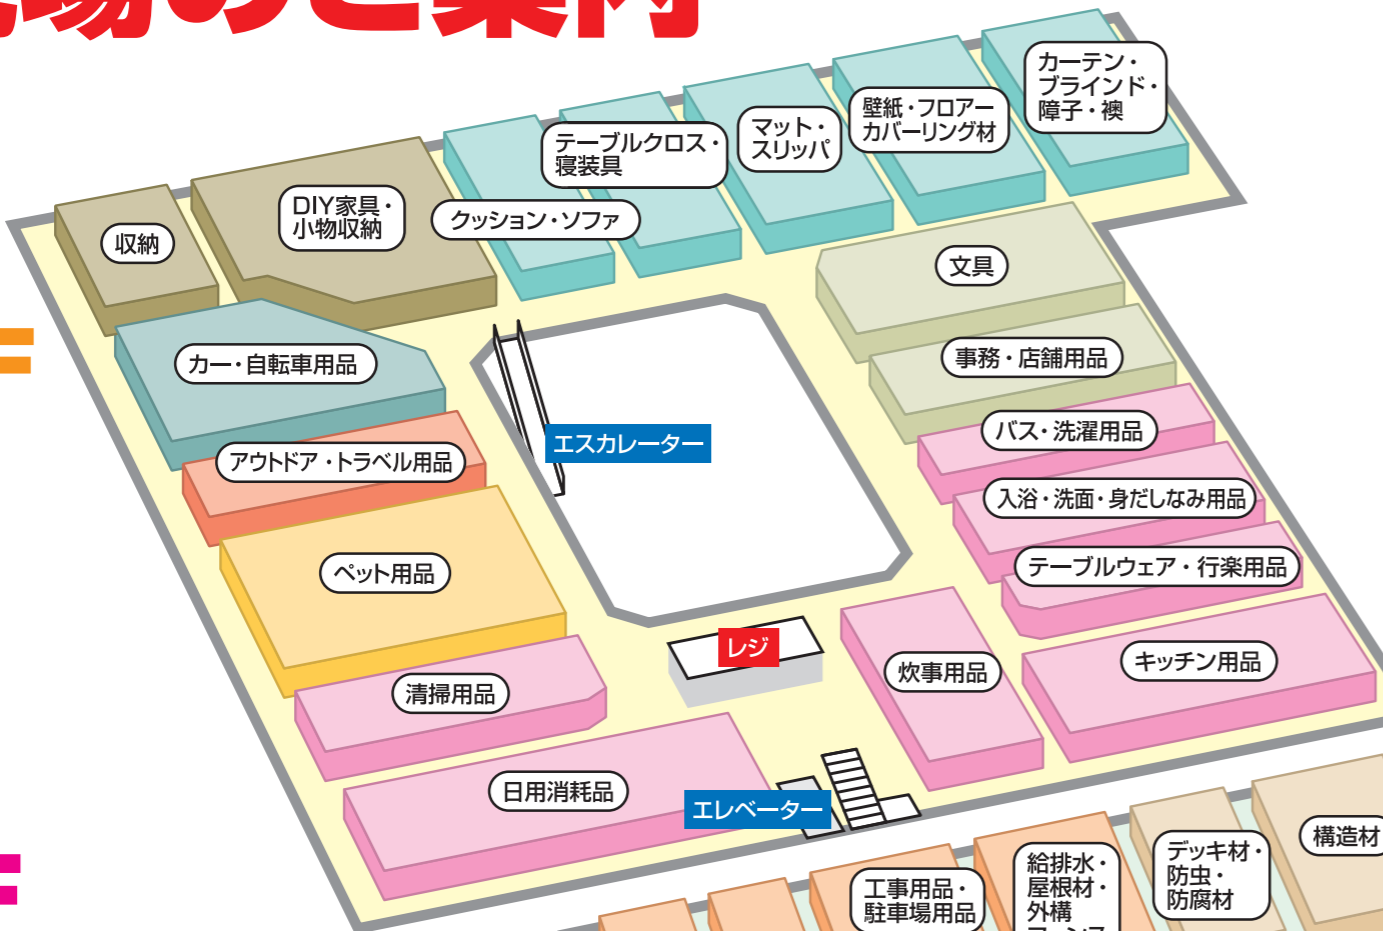 場のご案内
カーテン・
ブラインド・
障子・襖
壁紙・フロアー
カバーリング材
マット・
スリッパ
テーブルクロス・
寝装具
クッション・ソファ
DIY家具・
小物収納
収納
文具
カー・自転車用品
事務・店舗用品
エスカレーター
バス・洗濯用品
アウトドア・トラベル用品
入浴・洗面・身だしなみ用品
テーブルウェア・行楽用品
ペット用品
レジ
キッチン用品
炊事用品
清掃用品
日用消耗品
エレベーター
構造材
デッキ材・
防虫・
防腐材
給排水・
屋根材・
外構
工事用品・
駐車場用品